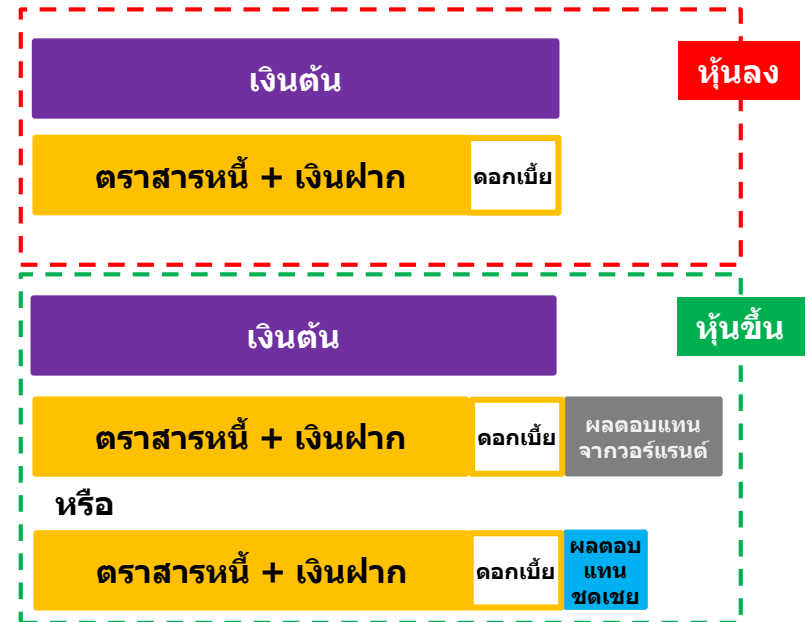 เงินต้น
หุ้นลง
ตราสารหนี้ + เงินฝาก
ดอกเบี้ย
เงินต้น
หุ้นขึ้น
ตราสารหนี้ + เงินฝาก
ดอกเบี้ย
ผลตอบแทน
จากวอร์แรนต์
หรือ
ตราสารหนี้ + เงินฝาก
ดอกเบี้ย
ผลตอบ
แทน
ชดเชย